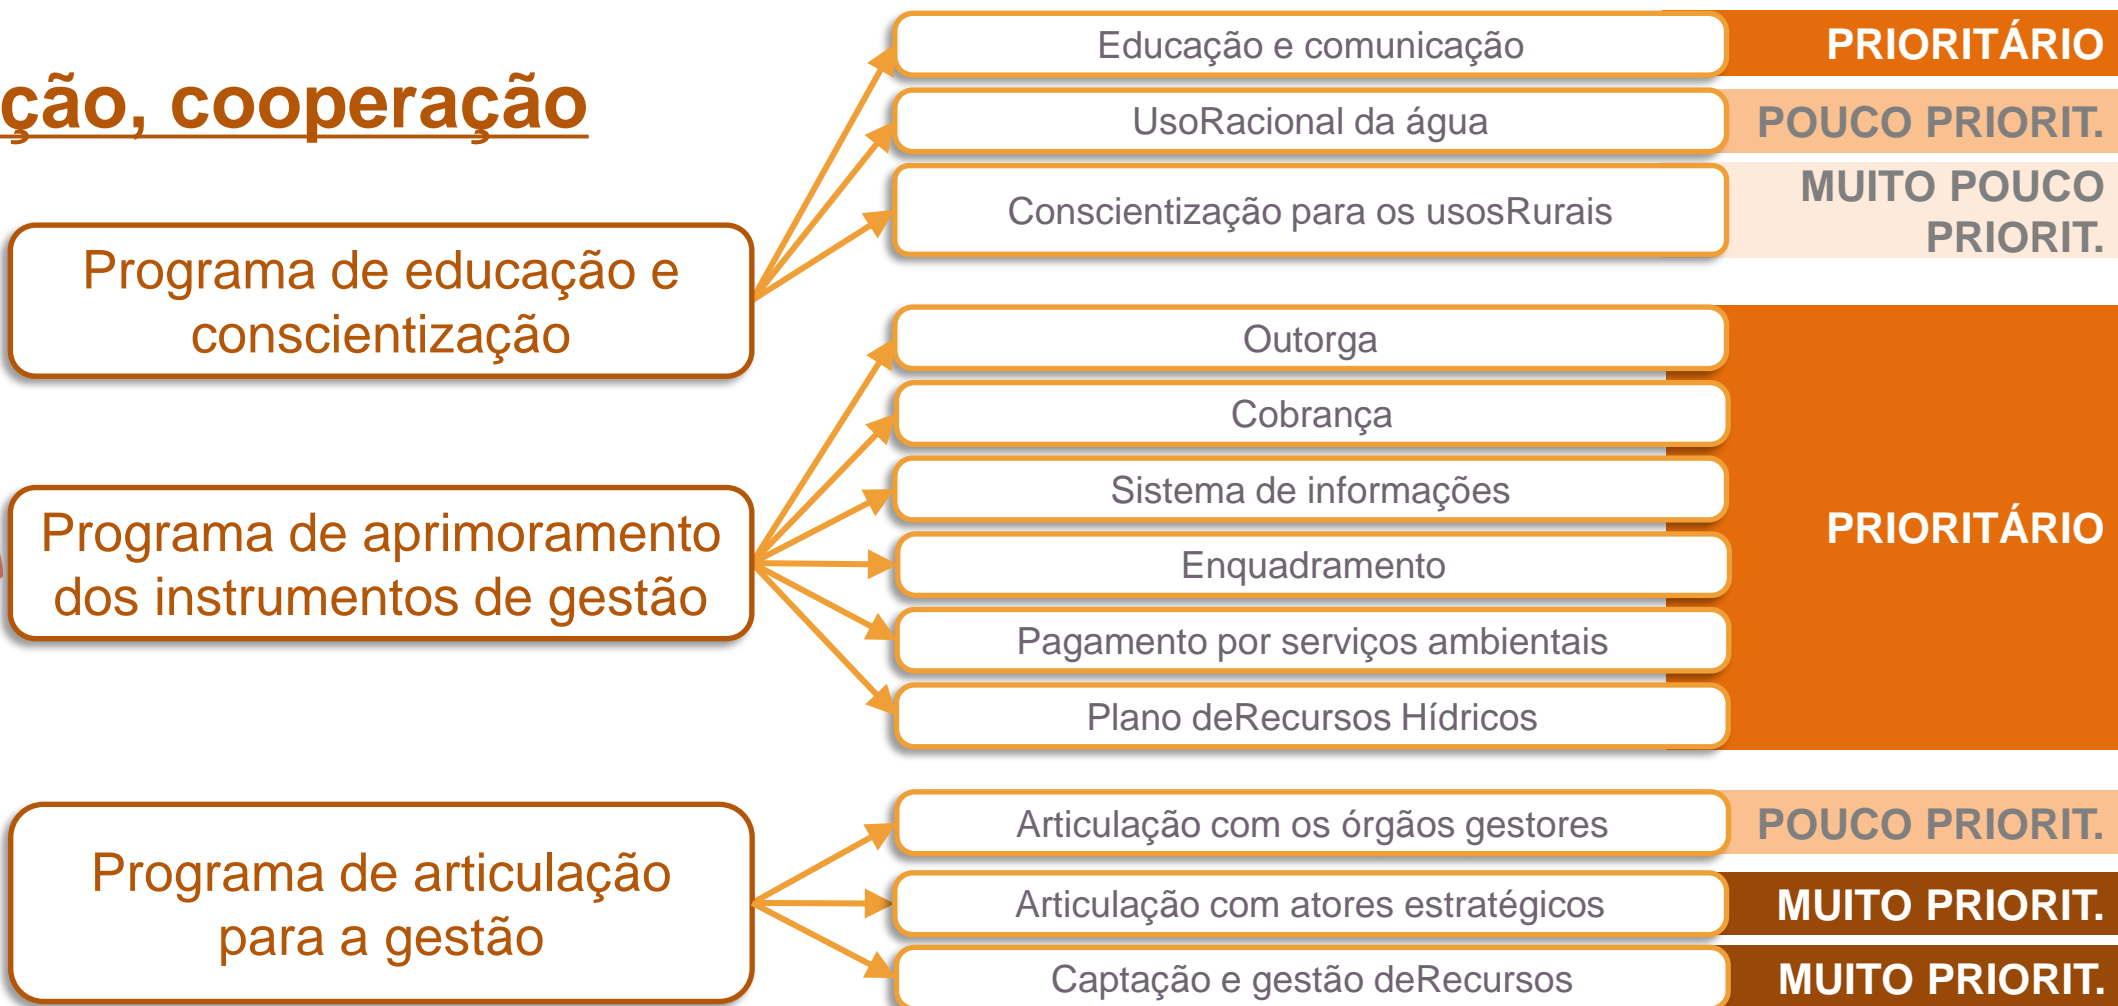 ção, cooperação
Programa de educação e
conscientização
Educação e comunicação
PRIORITÁRIO
UsoRacional da água
POUCO PRIORIT.
Conscientização para os usosRurais
MUITO POUCO
PRIORIT.
Programa de aprimoramento
dos instrumentos de gestão
Outorga
Cobrança
Sistema de informações
Enquadramento
Pagamento por serviços ambientais
Plano deRecursos Hídricos
PRIORITÁRIO
Programa de articulação
para a gestão
Articulação com os órgãos gestores
POUCO PRIORIT.
Articulação com atores estratégicos
MUITO PRIORIT.
Captação e gestão deRecursos
MUITO PRIORIT.